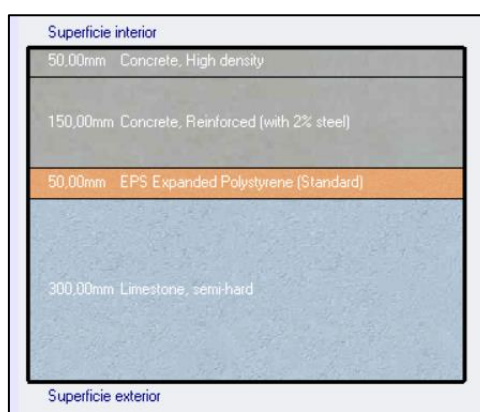 Superficie interior
50,00mm Concrete, High density
150,00mm Concrete, Reinforced (with 2% steel)
50,00mm EPS Expanded Polystyrene (Standard)
300,00mm Limestone, semi-hard
Superficie exterior